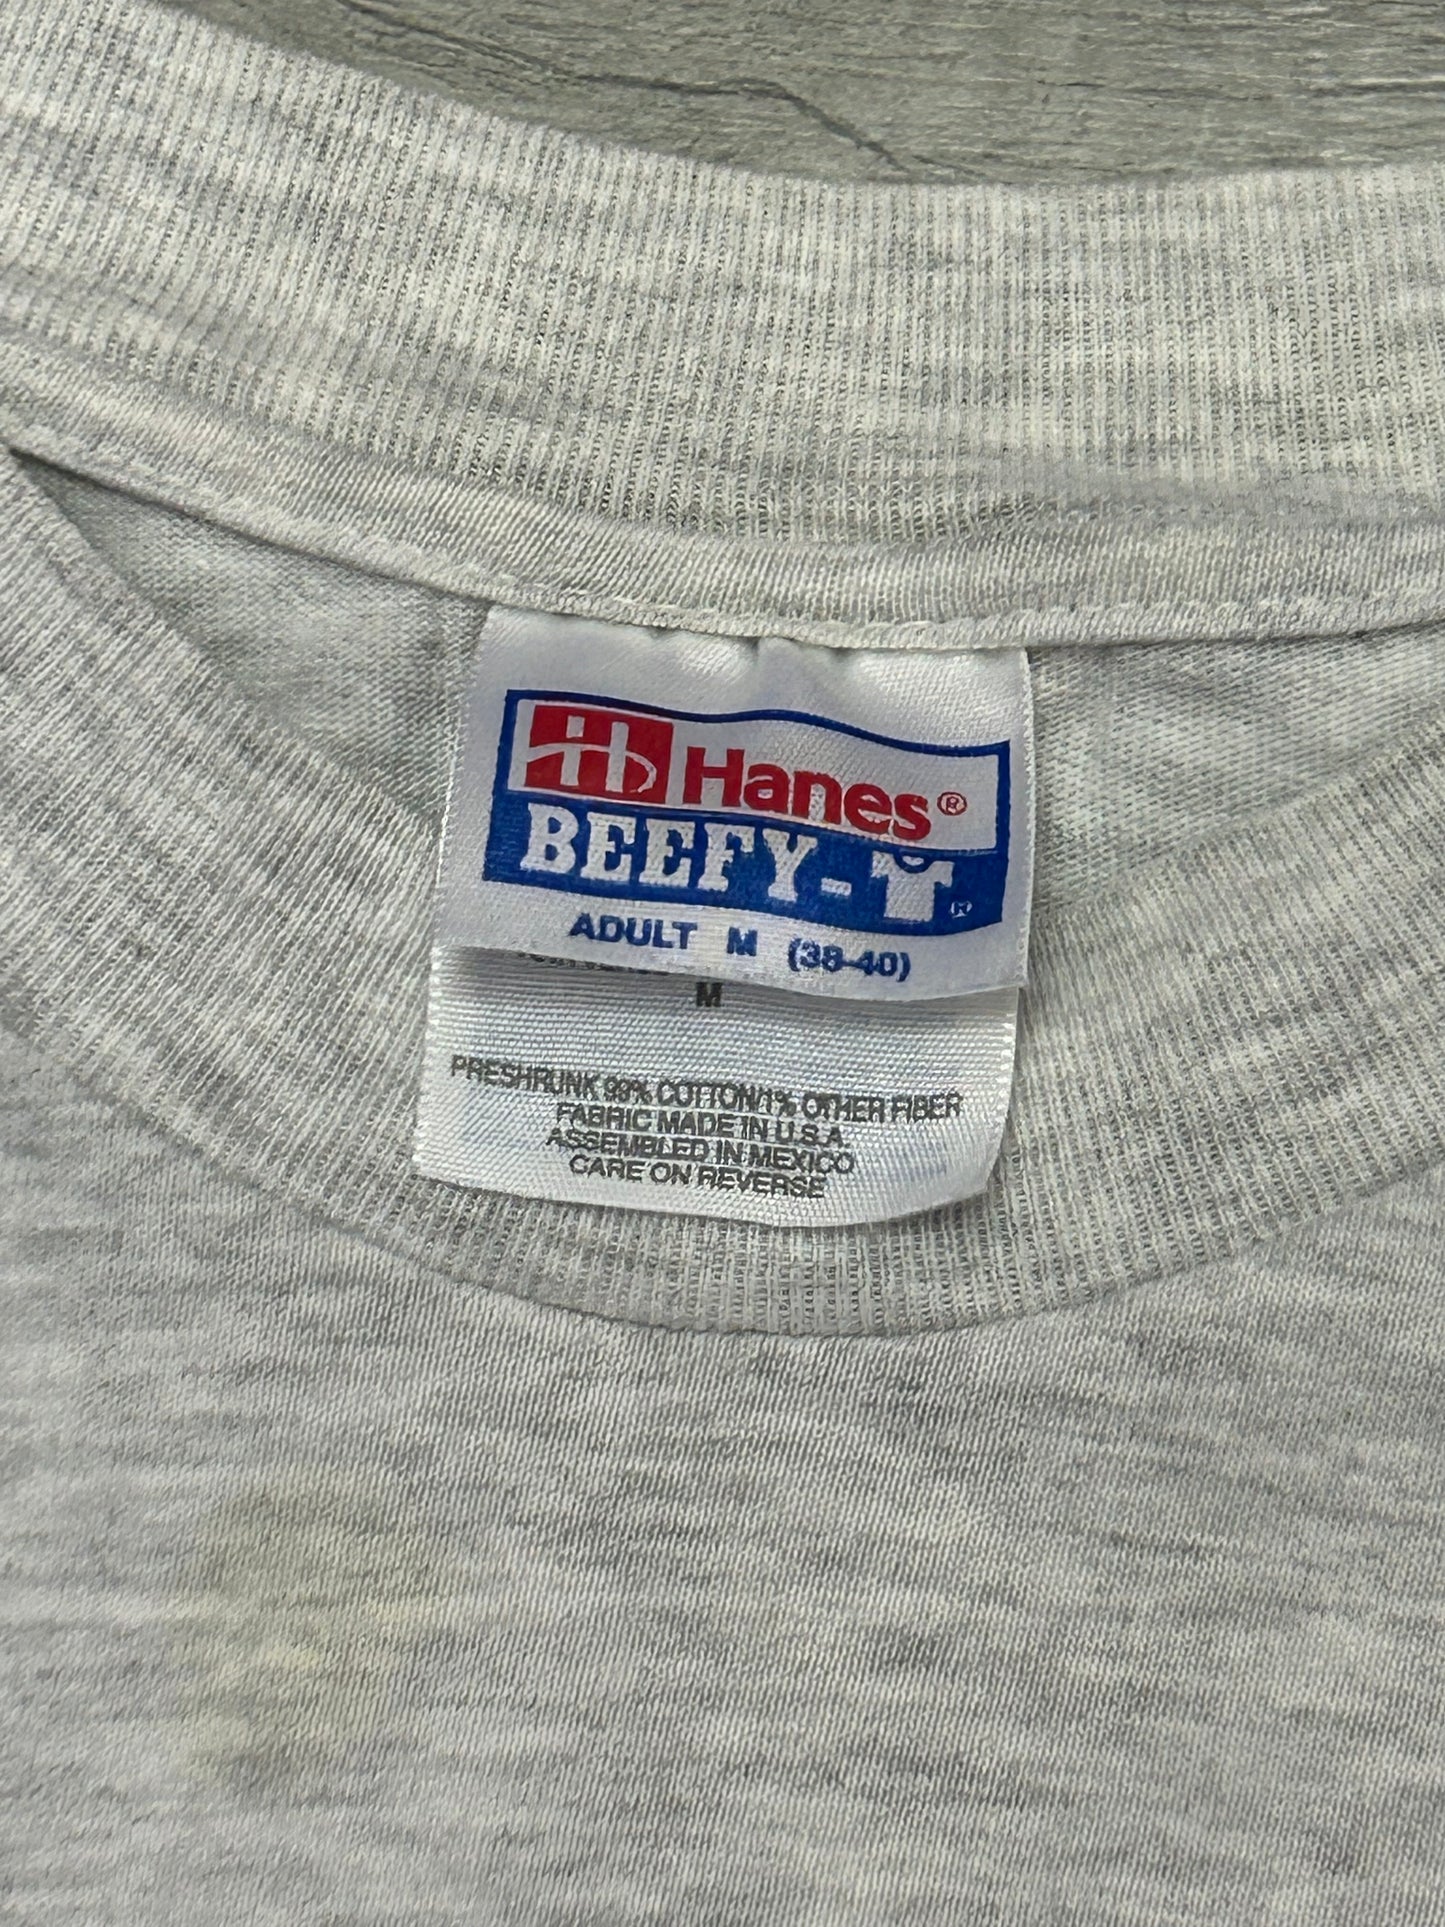 Hanes®
BEEFY-T®
ADULT M (38-40)
M
PRESHRUNK 99% COTTON/1% OTHER FIBER
FABRIC MADE IN U.S.A.
ASSEMBLED IN MEXICO
CARE ON REVERSE